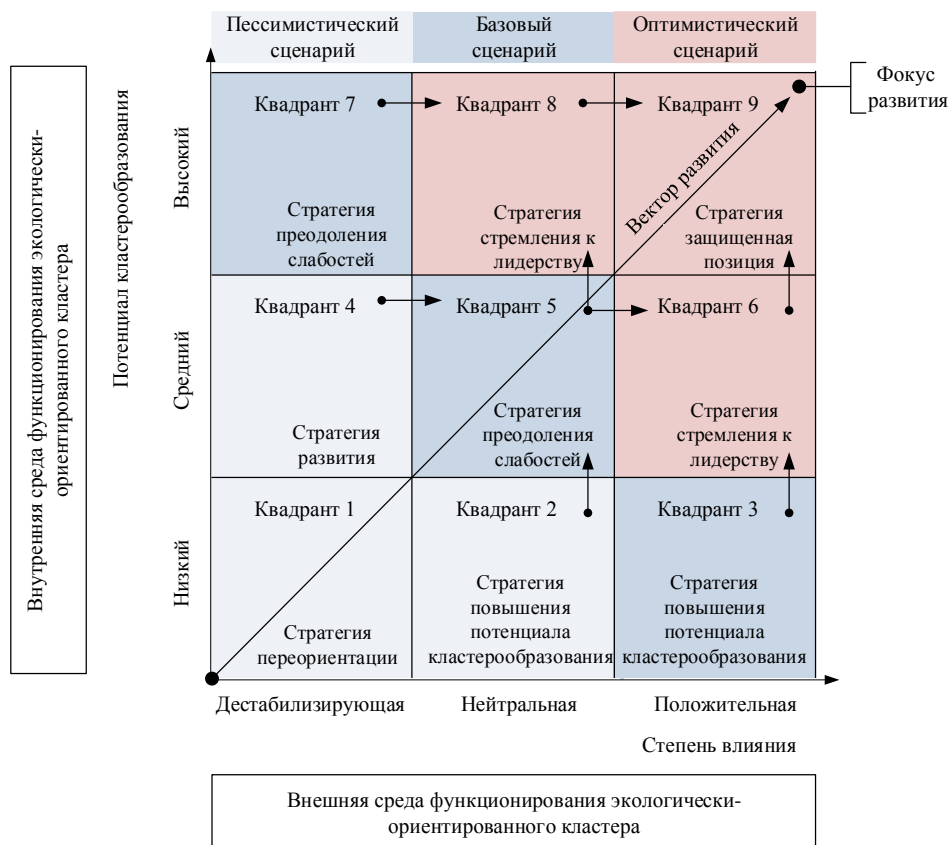 Пессимистический
сценарий
Базовый
сценарий
Оптимистический
сценарий
Фокус
развития
Внутренняя среда функционирования экологически-
ориентированного кластера
Потенциал кластерообразования
Высокий
Квадрант 7
Стратегия
преодоления
слабостей
Квадрант 8
Стратегия
стремления к
лидерству
Квадрант 9
Вектор развития
Стратегия
защищенная
позиция
Средний
Квадрант 4
Стратегия
развития
Квадрант 5
Стратегия
преодоления
слабостей
Квадрант 6
Стратегия
стремления к
лидерству
Низкий
Квадрант 1
Стратегия
переориентации
Квадрант 2
Стратегия
повышения
потенциала
кластерообразования
Квадрант 3
Стратегия
повышения
потенциала
кластерообразования
Дестабилизирующая
Нейтральная
Положительная
Степень влияния
Внешняя среда функционирования экологически-
ориентированного кластера